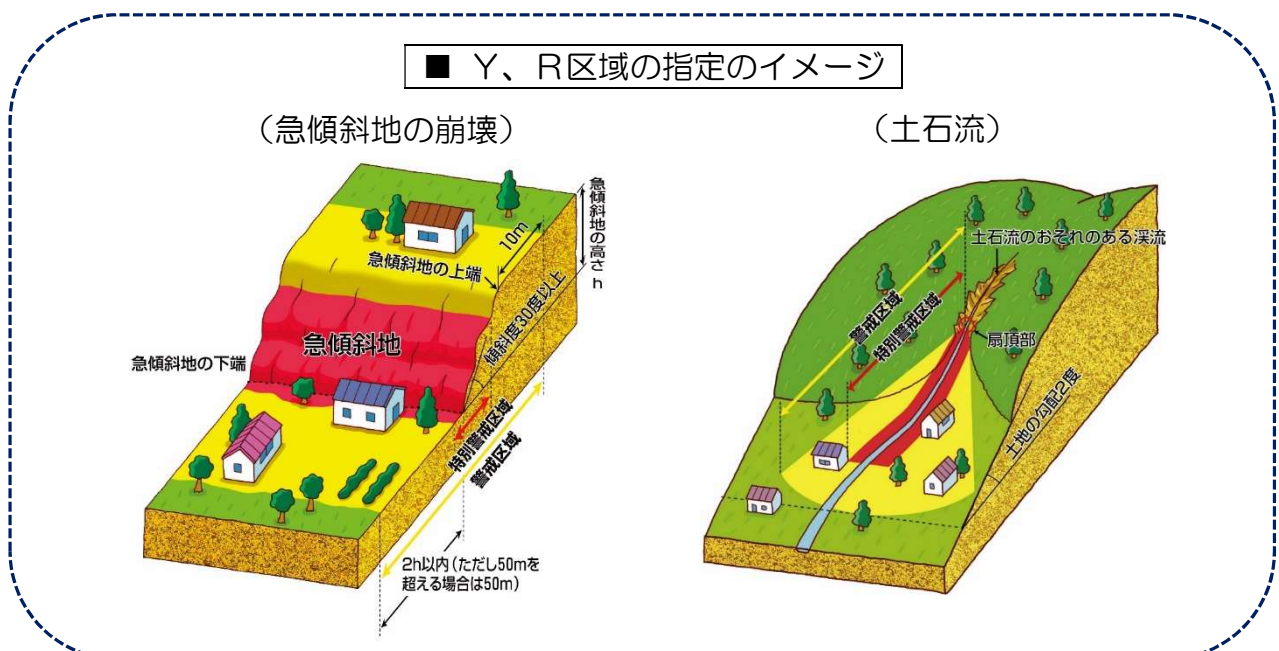 ■ Y、R区域の指定のイメージ
（急傾斜地の崩壊）
急傾斜地の高さ h
10m
急傾斜地の上端
傾斜度30度以上
急傾斜地
急傾斜地の下端
特別警戒区域
警戒区域
2h以内（ただし50mを
超える場合は50m）
（土石流）
土石流のおそれのある渓流
警戒区域
特別警戒区域
扇頂部
土地の勾配2度